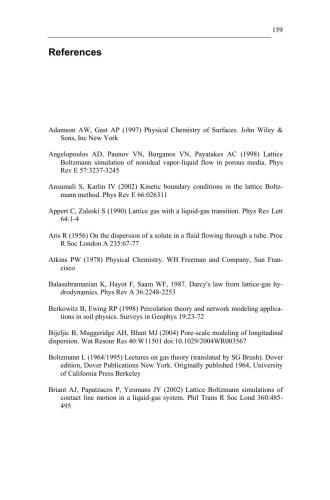 159
References
Adamson AW, Gast AP (1997) Physical Chemistry of Surfaces. John Wiley &
Sons, Inc New York
Angelopoulos AD, Paunov VN, Burganos VN, Payatakes AC (1998) Lattice
Boltzmann simulation of nonideal vapor-liquid flow in porous media. Phys
Rev E 57:3237-3245
Ansumali S, Karlin IV (2002) Kinetic boundary conditions in the lattice Boltz-
mann method. Phys Rev E 66:026311
Appert C, Zaleski S (1990) Lattice gas with a liquid-gas transition. Phys Rev Lett
64:1-4
Aris R (1956) On the dispersion of a solute in a fluid flowing through a tube. Proc
R Soc London A 235:67-77
Atkins PW (1978) Physical Chemistry. WH Freeman and Company, San Fran-
cisco
Balasubramanian K, Hayot F, Saam WF, 1987. Darcy's law from lattice-gas hy-
drodynamics. Phys Rev A 36:2248-2253
Berkowitz B, Ewing RP (1998) Percolation theory and network modeling applica-
tions in soil physics. Surveys in Geophys 19:23-72
Bijeljic B, Muggeridge AH, Blunt MJ (2004) Pore-scale modeling of longitudinal
dispersion. Wat Resour Res 40:W11501 doi:10.1029/2004WR003567
Boltzmann L (1964/1995) Lectures on gas theory (translated by SG Brush). Dover
edition, Dover Publications New York. Originally published 1964, University
of California Press Berkeley
Briant AJ, Papatzacos P, Yeomans JY (2002) Lattice Boltzmann simulations of
contact line motion in a liquid-gas system. Phil Trans R Soc Lond 360:485-
495